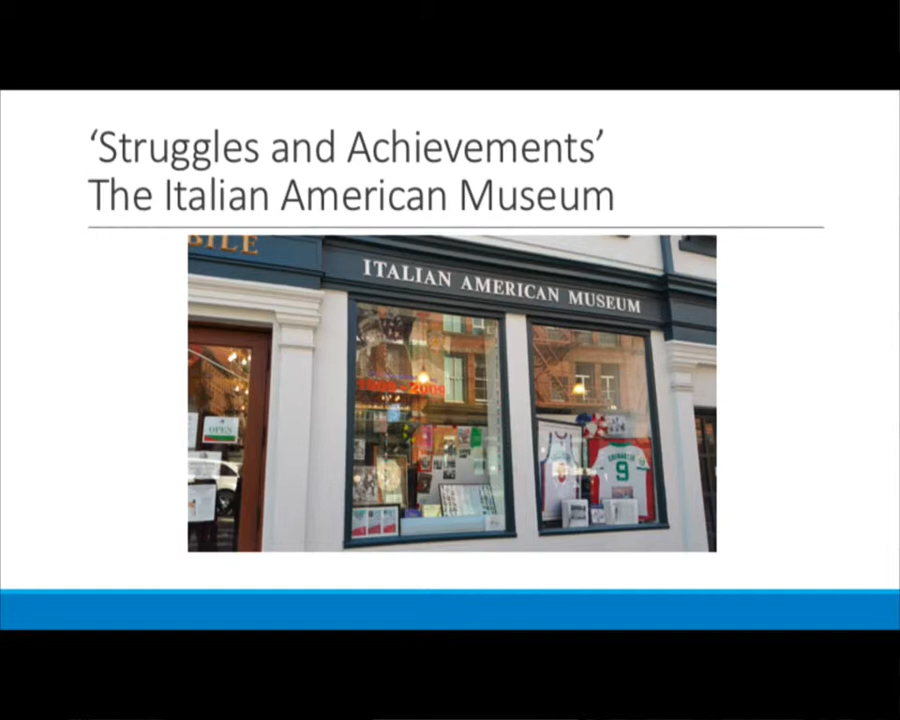 ‘Struggles and Achievements’
The Italian American Museum
ITALIAN AMERICAN MUSEUM
OPEN
9